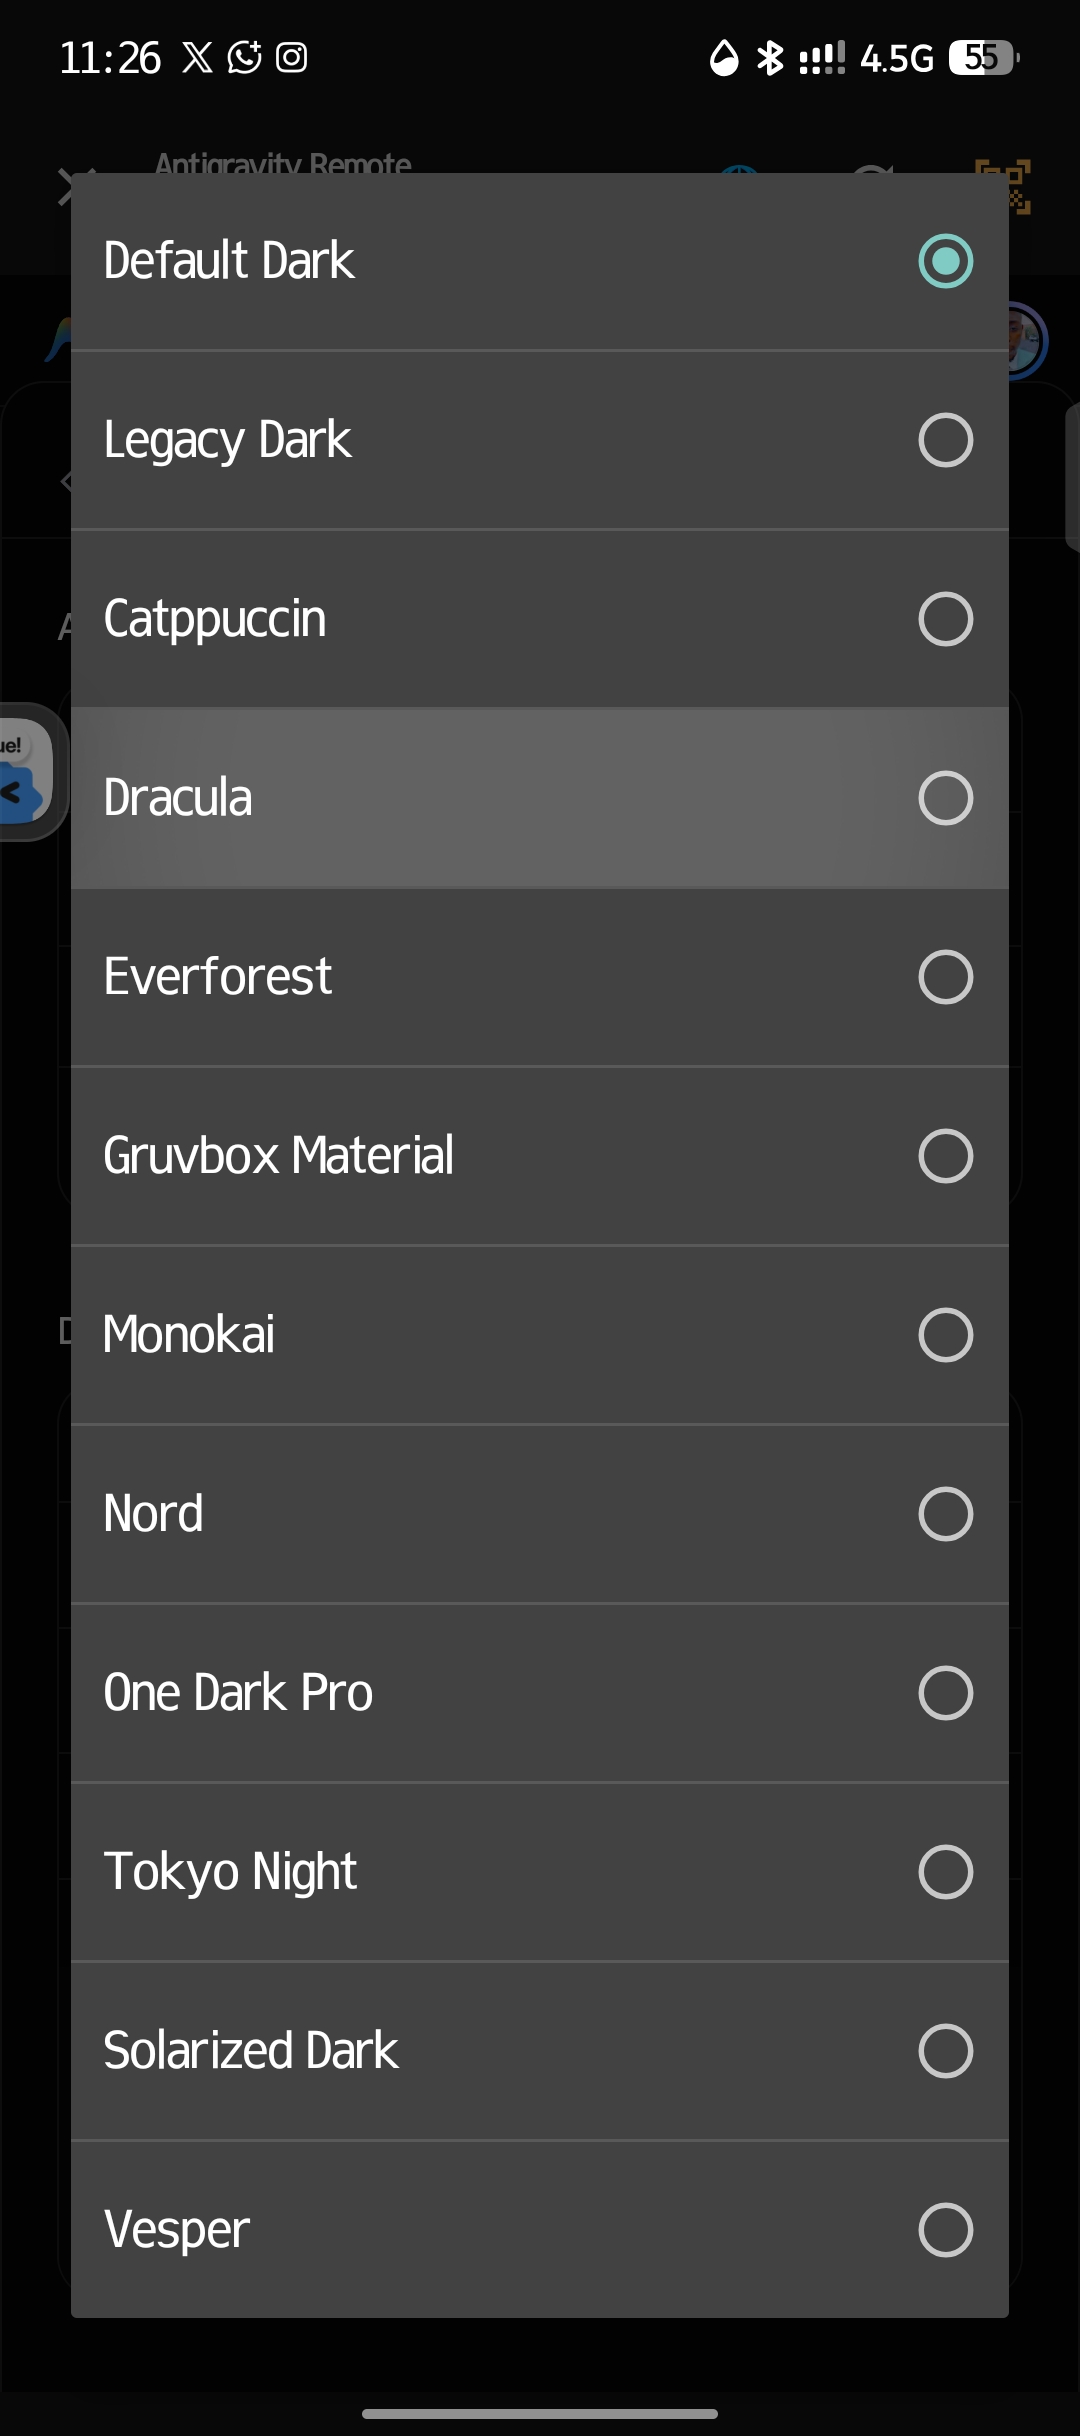 11:26
4.5G 55
Antigravity Remote
Default Dark
Legacy Dark
Catppuccin
ue!
Dracula
Everforest
Gruvbox Material
Monokai
Nord
One Dark Pro
Tokyo Night
Solarized Dark
Vesper